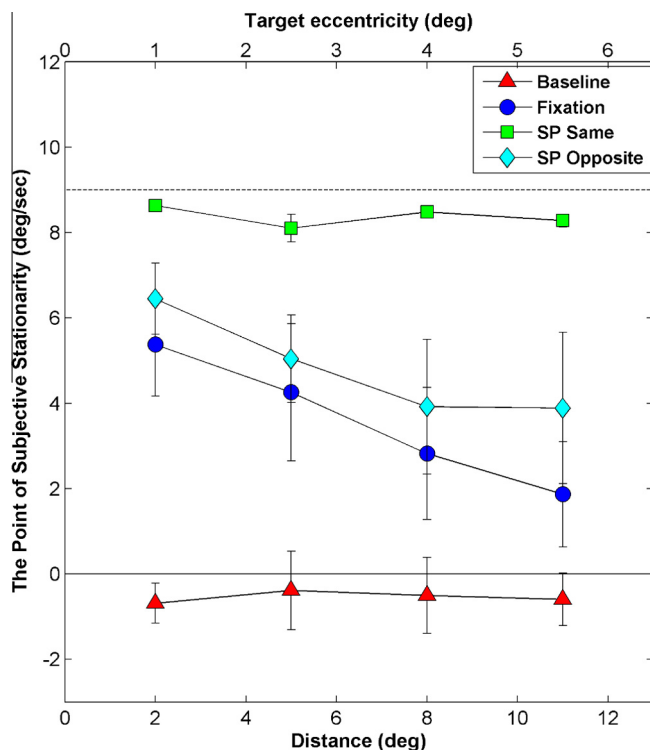 Target eccentricity (deg)
0 1 2 3 4 5 6
12
10
8
6
4
2
0
-2
The Point of Subjective Stationarity (deg/sec)
Baseline
Fixation
SP Same
SP Opposite
0 2 4 6 8 10 12
Distance (deg)